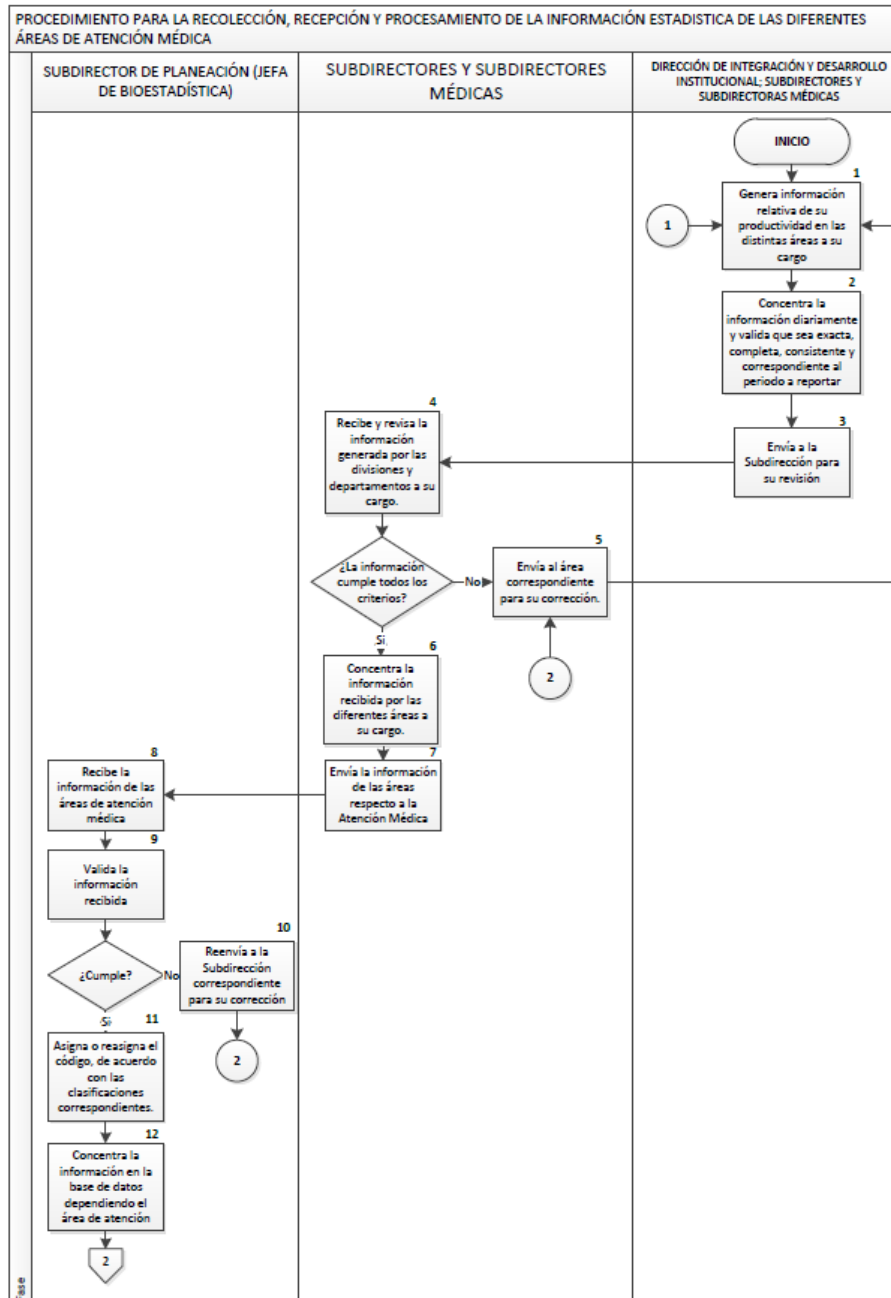 PROCEDIMIENTO PARA LA RECOLECCIÓN, RECEPCIÓN Y PROCESAMIENTO DE LA INFORMACIÓN ESTADISTICA DE LAS DIFERENTES
ÁREAS DE ATENCIÓN MÉDICA
SUBDIRECTOR DE PLANEACIÓN (JEFA
DE BIOESTADÍSTICA)
SUBDIRECTORES Y SUBDIRECTORES
MÉDICAS
DIRECCIÓN DE INTEGRACIÓN Y DESARROLLO
INSTITUCIONAL; SUBDIRECTORES Y
SUBDIRECTORAS MÉDICAS
INICIO
1
Genera información
relativa de su
productividad en las
distintas áreas a su
cargo
1
2
Concentra la
información diariamente
y valida que sea exacta,
completa, consistente y
correspondiente al
periodo a reportar
3
Envía a la
Subdirección para
su revisión
4
Recibe y revisa la
información
generada por las
divisiones y
departamentos a su
cargo.
¿La información
cumple todos los
criterios?
No
5
Envía al área
correspondiente
para su corrección.
2
Si
6
Concentra la
información
recibida por las
diferentes áreas a
su cargo.
7
Envía la información
de las áreas
respecto a la
Atención Médica
8
Recibe la
información de las
áreas de atención
médica
9
Valida la
información
recibida
¿Cumple?
No
10
Reenvía a la
Subdirección
correspondiente
para su corrección
2
Si
11
Asigna o reasigna el
código, de acuerdo
con las
clasificaciones
correspondientes.
12
Concentra la
información en la
base de datos
dependiendo el
área de atención
2
Fase